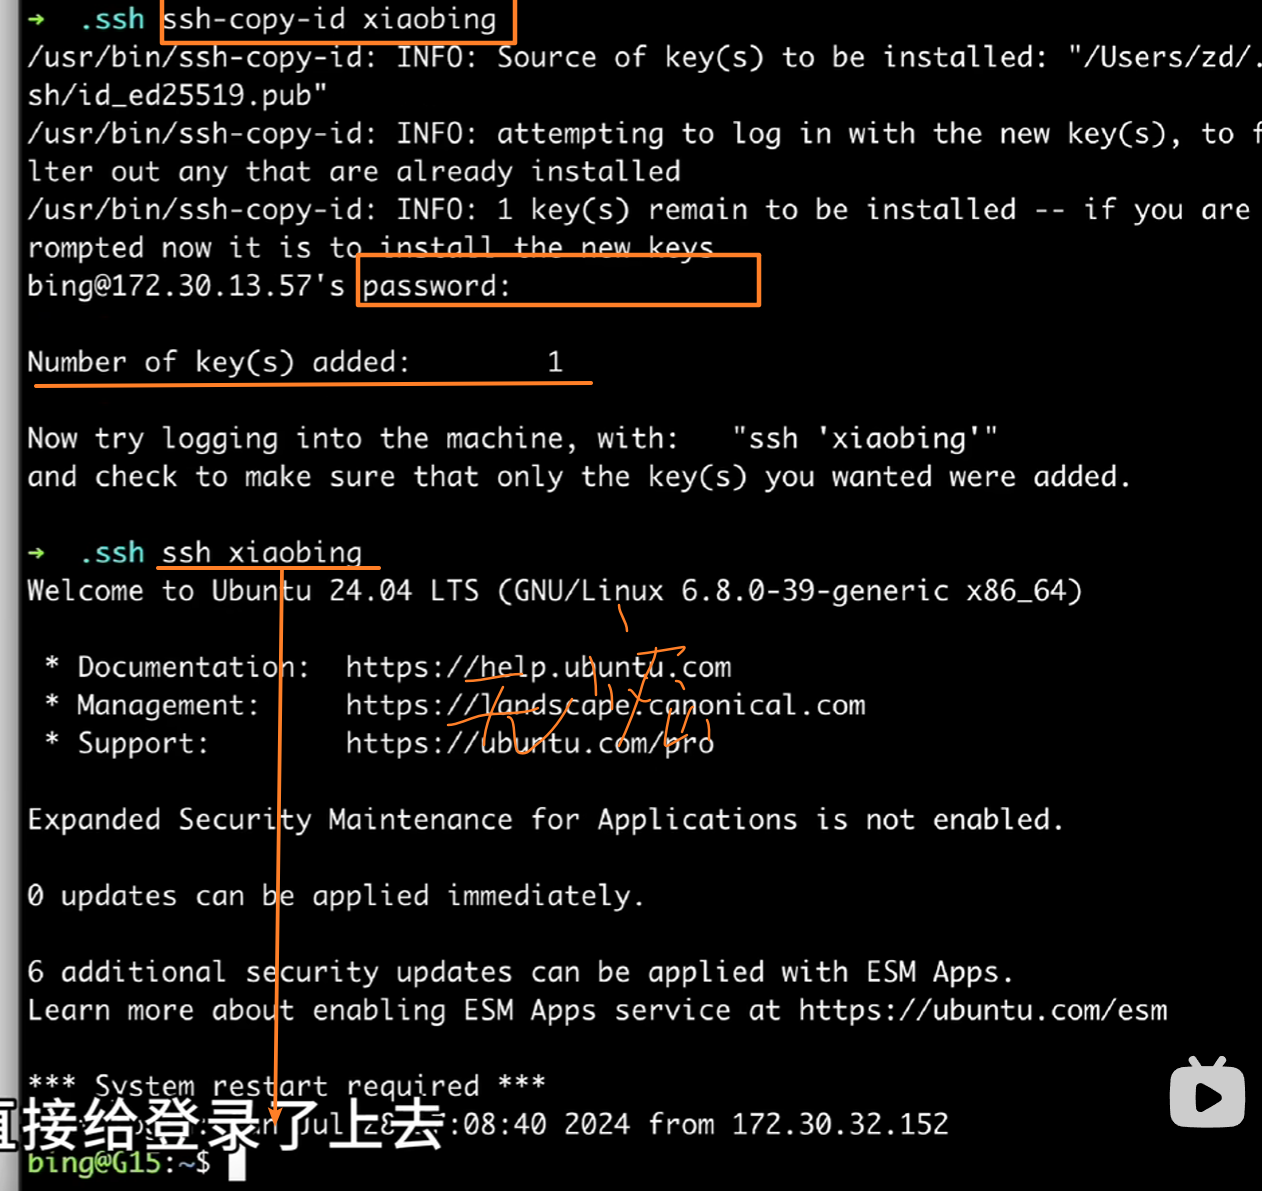 → .ssh ssh-copy-id xiaobing
/usr/bin/ssh-copy-id: INFO: Source of key(s) to be installed: "/Users/zd/.
sh/id_ed25519.pub"
/usr/bin/ssh-copy-id: INFO: attempting to log in with the new key(s), to f
lter out any that are already installed
/usr/bin/ssh-copy-id: INFO: 1 key(s) remain to be installed -- if you are
rompted now it is to install the new keys
bing@172.30.13.57's password:
Number of key(s) added: 1
Now try logging into the machine, with: "ssh 'xiaobing'"
and check to make sure that only the key(s) you wanted were added.
→ .ssh ssh xiaobing
Welcome to Ubuntu 24.04 LTS (GNU/Linux 6.8.0-39-generic x86_64)
* Documentation: https://help.ubuntu.com
* Management: https://landscape.canonical.com
* Support: https://ubuntu.com/pro
Expanded Security Maintenance for Applications is not enabled.
0 updates can be applied immediately.
6 additional security updates can be applied with ESM Apps.
Learn more about enabling ESM Apps service at https://ubuntu.com/esm
*** System restart required ***
直接给登录了上去
:08:40 2024 from 172.30.32.152
bing@G15:~$